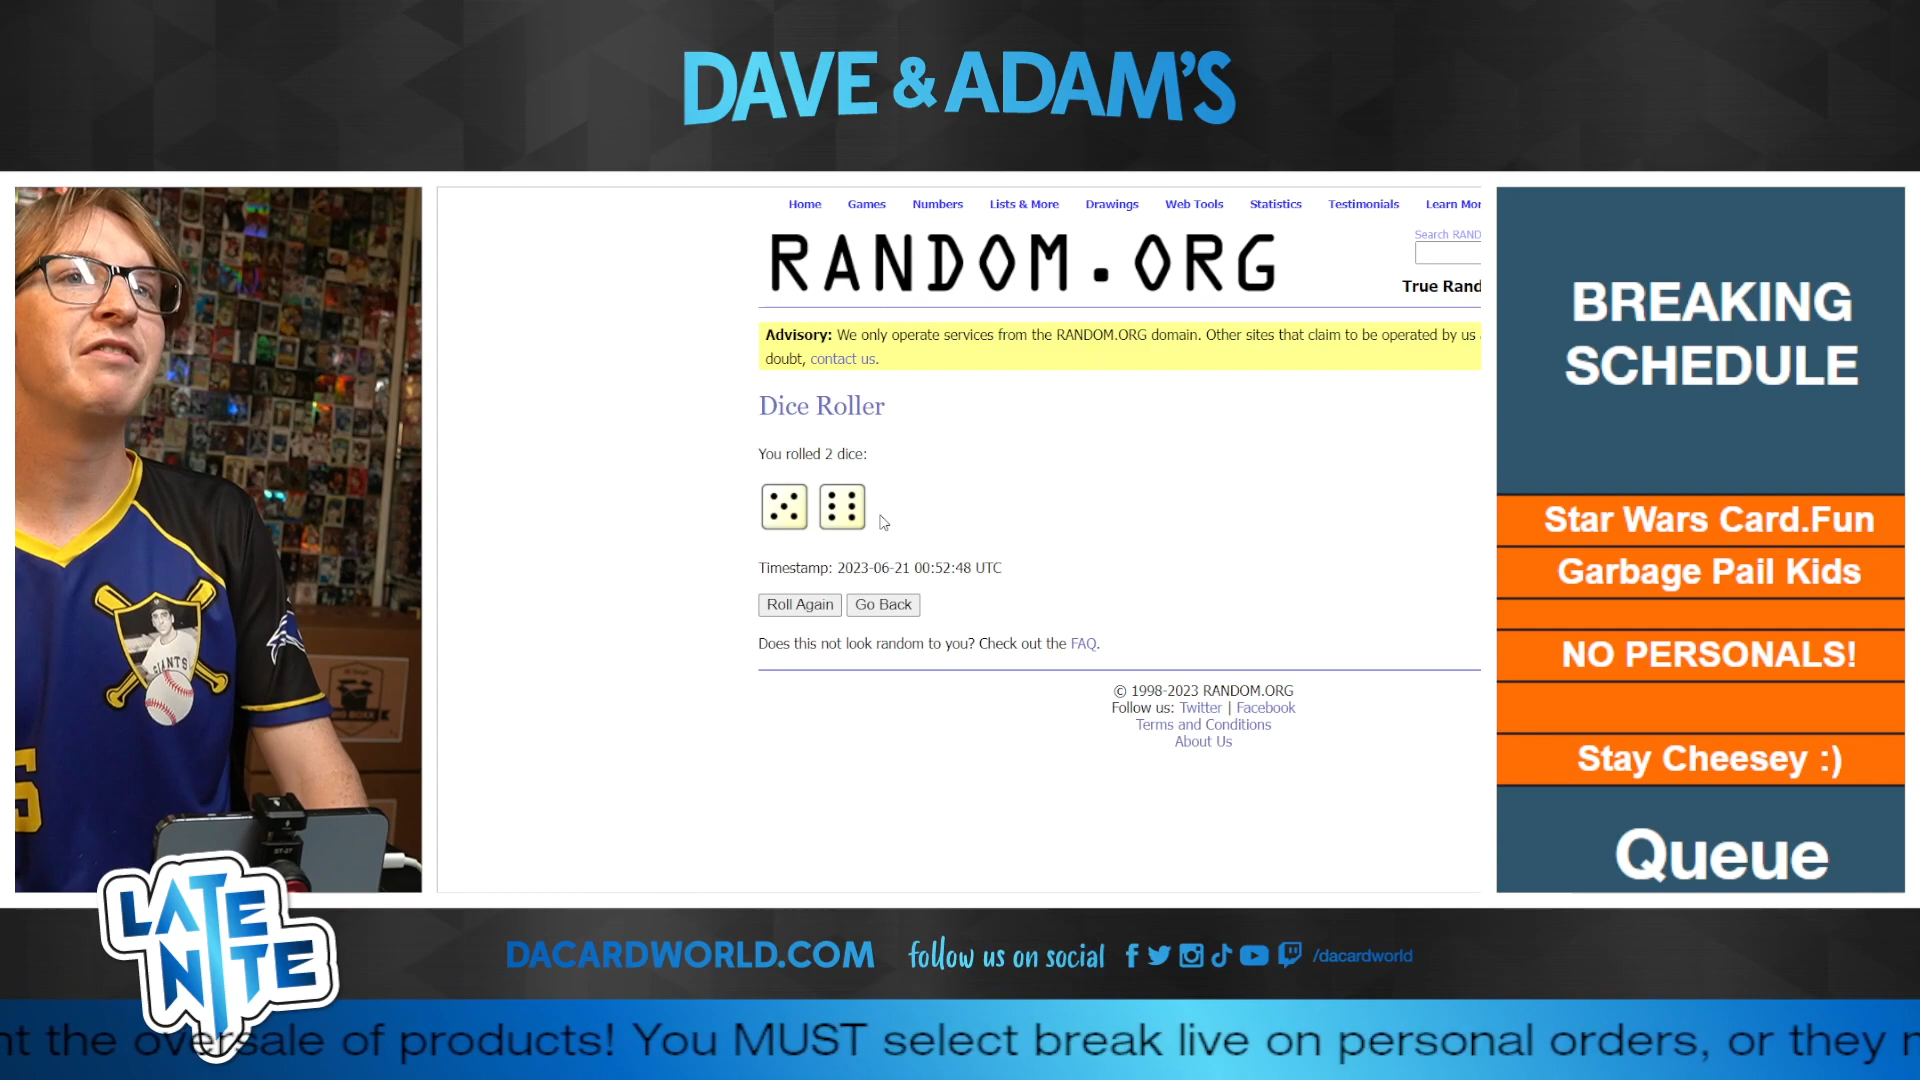 DAVE & ADAM'S
Home Games Numbers Lists & More Drawings Web Tools Statistics Testimonials Learn Mor
RANDOM.ORG
Search RAND
True Rand
Advisory: We only operate services from the RANDOM.ORG domain. Other sites that claim to be operated by us
doubt, contact us.
Dice Roller
You rolled 2 dice:
Timestamp: 2023-06-21 00:52:48 UTC
Roll Again Go Back
Does this not look random to you? Check out the FAQ.
© 1998-2023 RANDOM.ORG
Follow us: Twitter | Facebook
Terms and Conditions
About Us
BREAKING
SCHEDULE
Star Wars Card.Fun
Garbage Pail Kids
NO PERSONALS!
Stay Cheesey :)
Queue
GIANTS
LATE
NITE
DACARDWORLD.COM follow us on social /dacardworld
nt the oversale of products! You MUST select break live on personal orders, or they